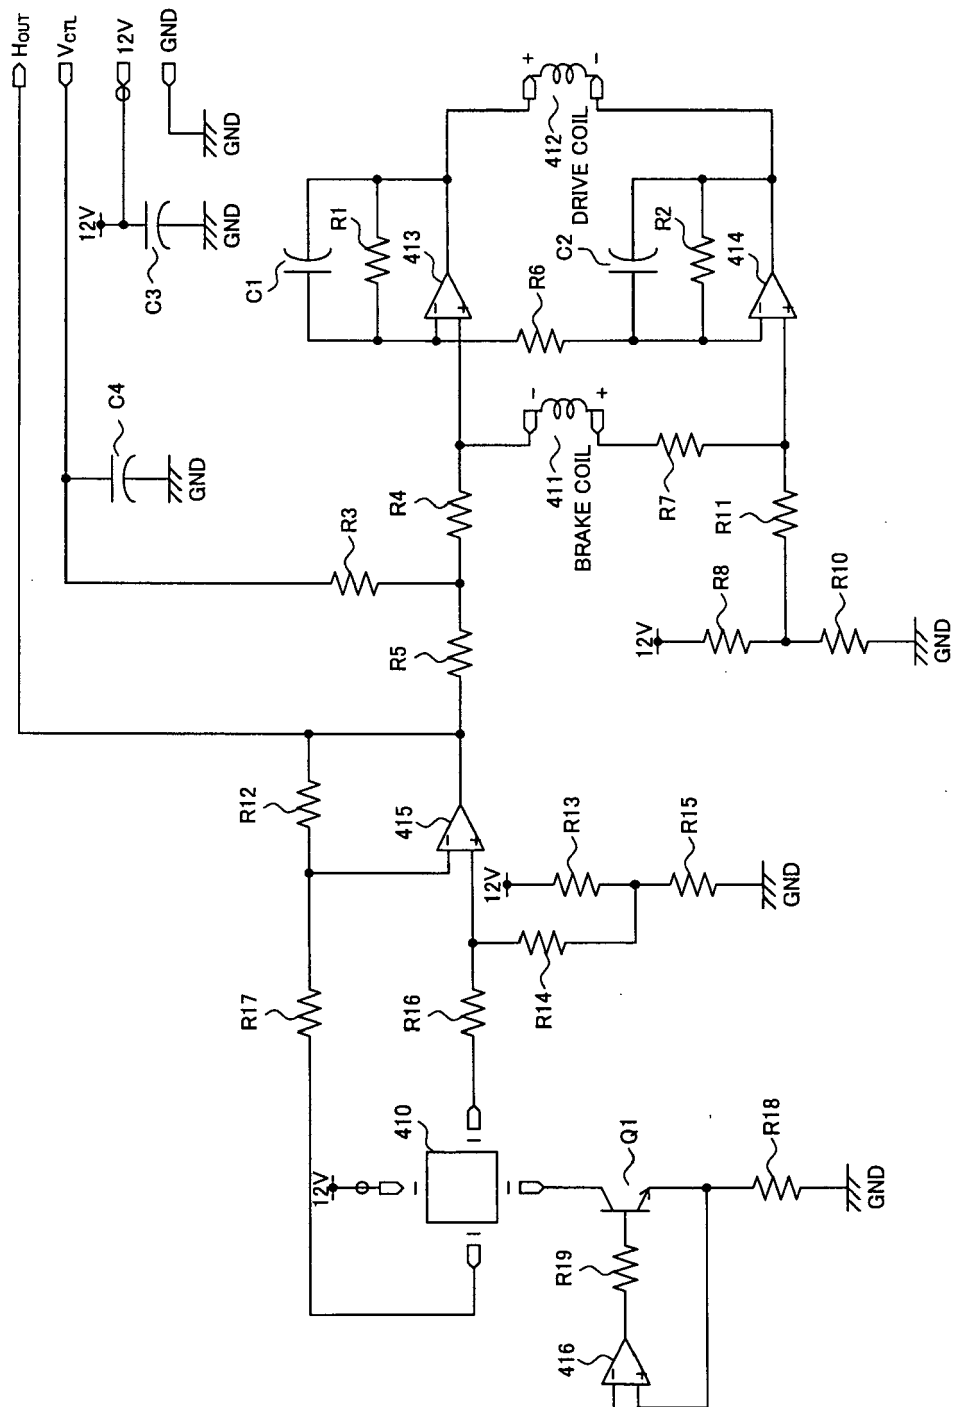 HOUT
VCTL
12V
GND
GND
12V
C3
GND
C4
GND
C1
R1
413
+
-
412
DRIVE COIL
C2
R2
414
R6
-
+
-
+
R3
R4
-
+
411
BRAKE COIL
R7
R11
R5
12V
R8
R10
GND
R12
415
-
+
12V
R13
R15
GND
R14
R17
R16
410
12V
Q1
R18
GND
R19
416
-
+